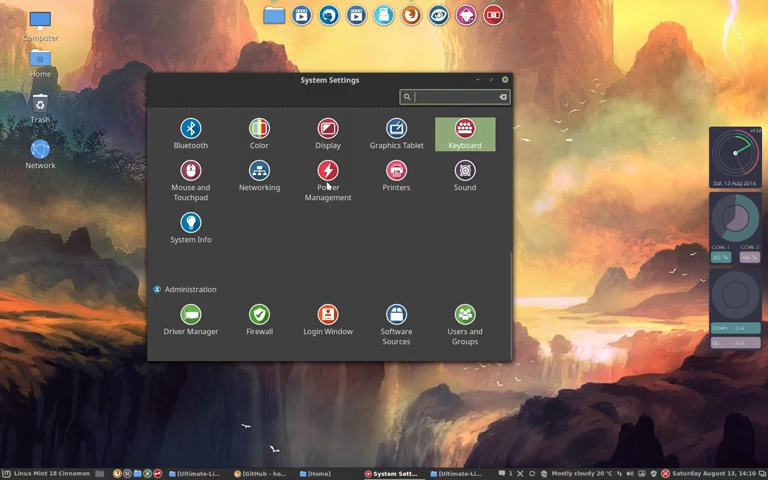 Computer
Home
Trash
Network
System Settings
Bluetooth
Color
Display
Graphics Tablet
Keyboard
Mouse and
Touchpad
Networking
Power
Management
Printers
Sound
System Info
Administration
Driver Manager
Firewall
Login Window
Software
Sources
Users and
Groups
Sat, 13 Aug 2016
CORE-1
CORE-2
Linux Mint 18 Cinnamon
[Ultimate-Li...
[GitHub - ho...
[Home]
System Sett...
[Ultimate-Li...
1
Mostly cloudy 20 °C
Saturday August 13, 14:10